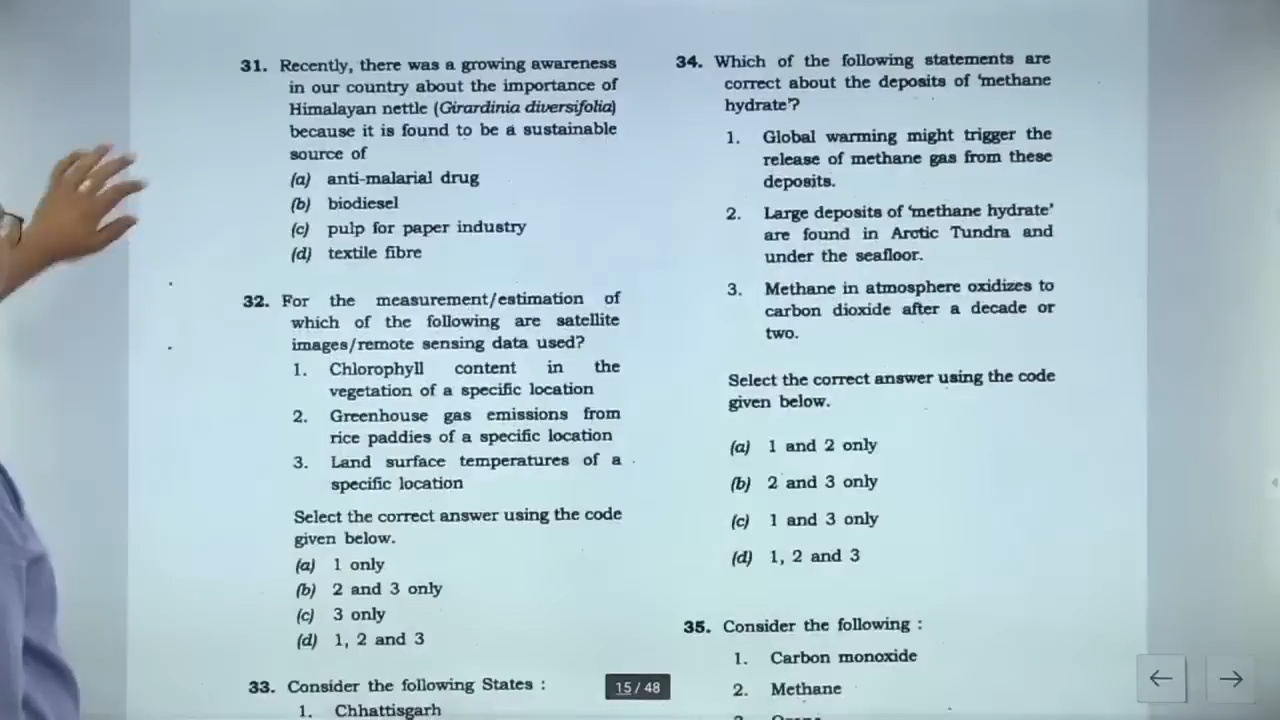 31. Recently, there was a growing awareness
in our country about the importance of
Himalayan nettle (Girardinia diversifolia)
because it is found to be a sustainable
source of
(a) anti-malarial drug
(b) biodiesel
(c) pulp for paper industry
(d) textile fibre
32. For the measurement/estimation of
which of the following are satellite
images/remote sensing data used?
1. Chlorophyll content in the
vegetation of a specific location
2. Greenhouse gas emissions from
rice paddies of a specific location
3. Land surface temperatures of a
specific location
Select the correct answer using the code
given below.
(a) 1 only
(b) 2 and 3 only
(c) 3 only
(d) 1, 2 and 3
33. Consider the following States :
1. Chhattisgarh
34. Which of the following statements are
correct about the deposits of 'methane
hydrate'?
1. Global warming might trigger the
release of methane gas from these
deposits.
2. Large deposits of 'methane hydrate'
are found in Arctic Tundra and
under the seafloor.
3. Methane in atmosphere oxidizes to
carbon dioxide after a decade or
two.
Select the correct answer using the code
given below.
(a) 1 and 2 only
(b) 2 and 3 only
(c) 1 and 3 only
(d) 1, 2 and 3
35. Consider the following :
1. Carbon monoxide
2. Methane
15 / 48